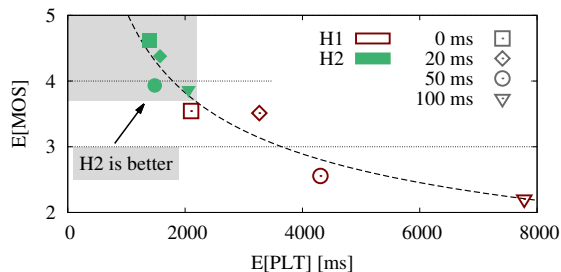 5
4
3
2
E[MOS]
H1
H2
0 ms
20 ms
50 ms
100 ms
H2 is better
0 2000 4000 6000 8000
E[PLT] [ms]